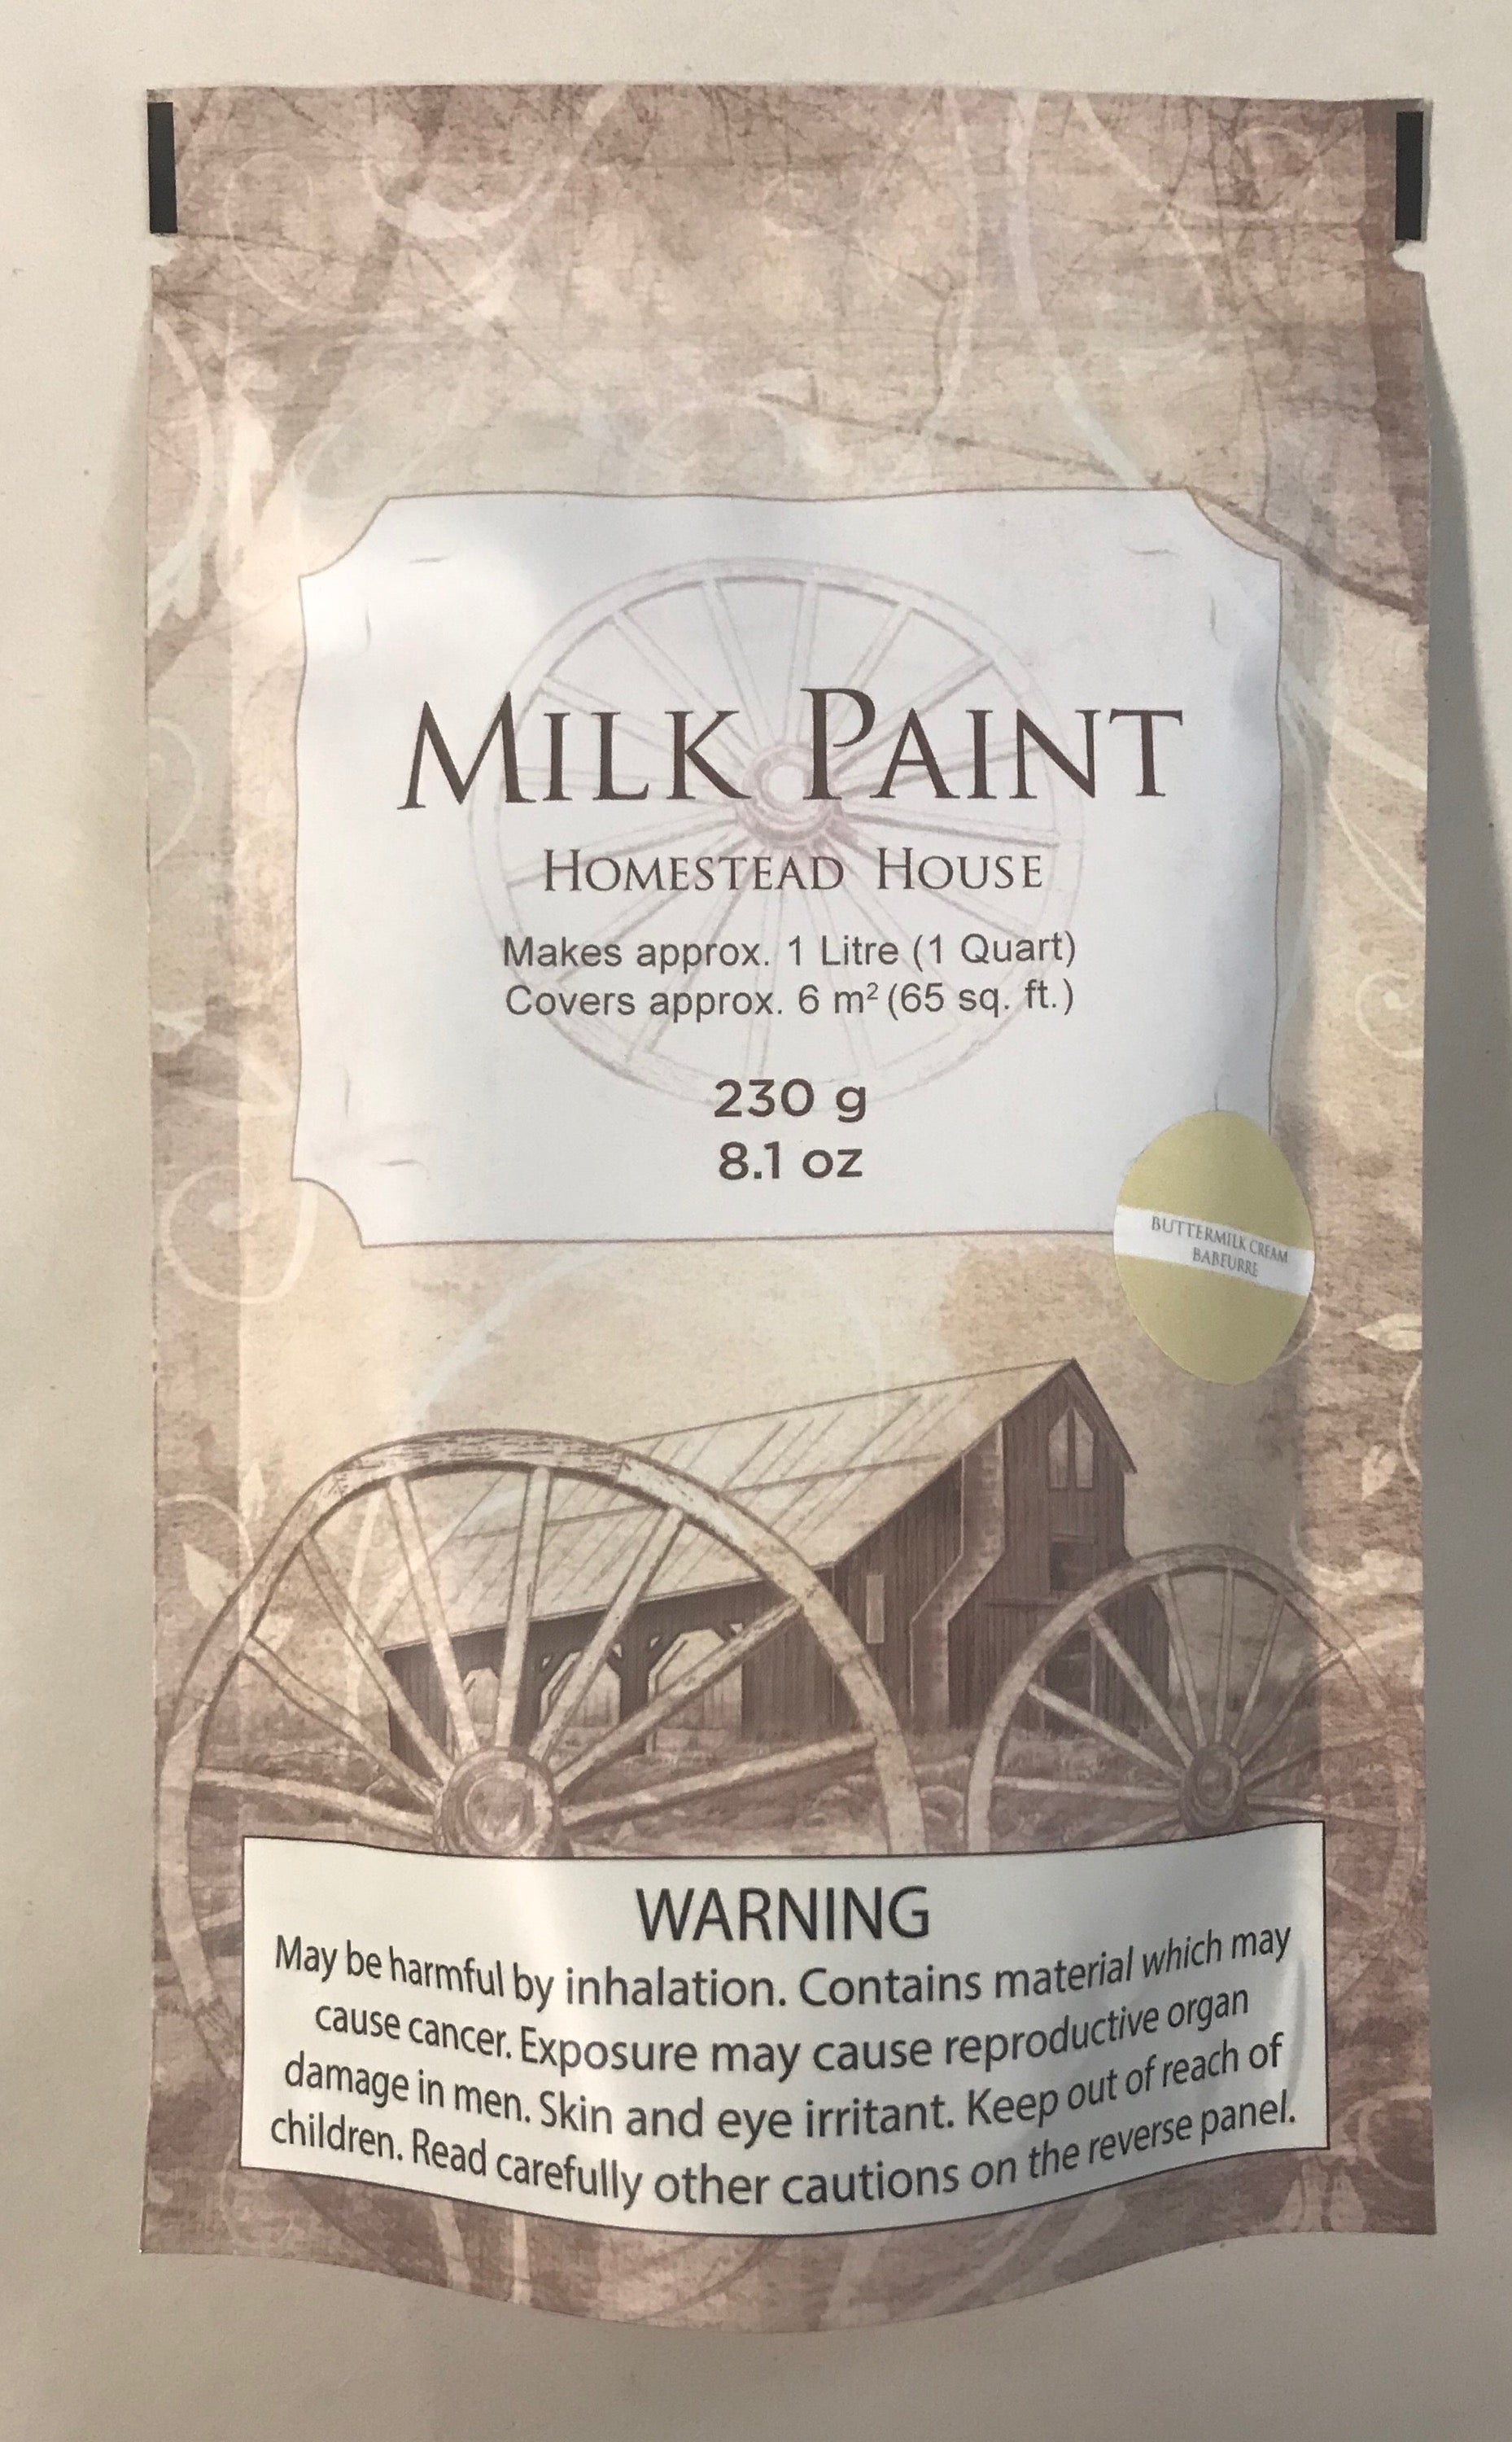 MILK PAINT
HOMESTEAD HOUSE
Makes approx. 1 Litre (1 Quart)
Covers approx. 6 m² (65 sq. ft.)
230 g
8.1 oz
BUTTERMILK CREAM
BABEURRE
WARNING
May be harmful by inhalation. Contains material which may
cause cancer. Exposure may cause reproductive organ
damage in men. Skin and eye irritant. Keep out of reach of
children. Read carefully other cautions on the reverse panel.